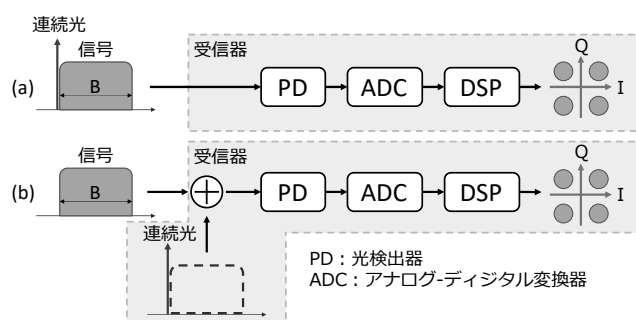 連続光
信号
B
(a)
受信器
PD
ADC
DSP
Q
I
信号
B
(b)
受信器
PD
ADC
DSP
Q
I
連続光
PD：光検出器
ADC：アナログ-ディジタル変換器